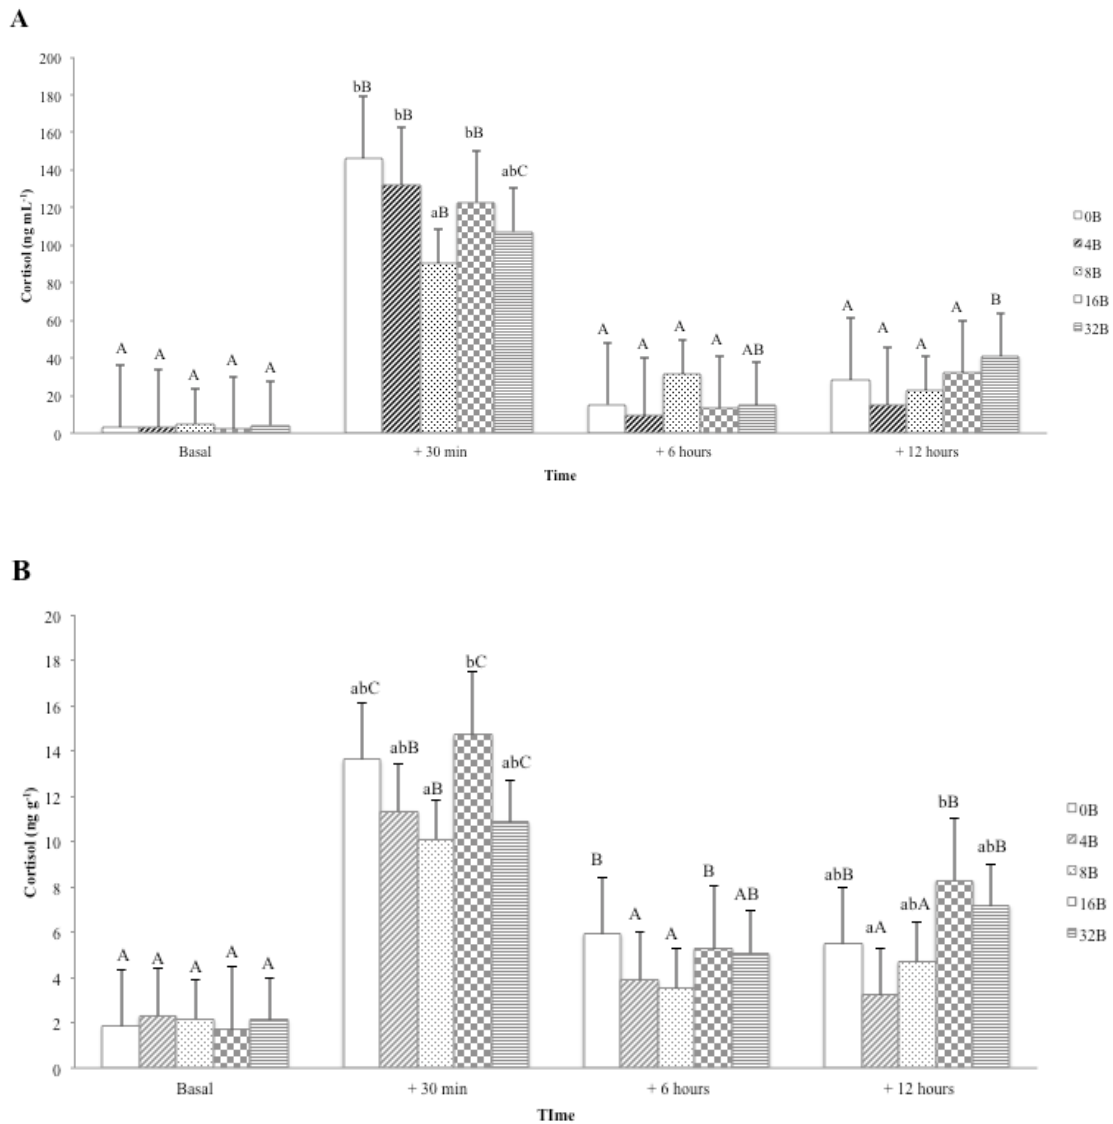 A
200
180
160
140
120
100
80
60
40
20
0
Cortisol (ng mL⁻¹)
A A A A A
bB bB aB bB abC
A A A A AB
A A A A B
Basal + 30 min + 6 hours + 12 hours
Time
0B
4B
8B
16B
32B
B
20
18
16
14
12
10
8
6
4
2
0
Cortisol (ng g⁻¹)
A A A A A
abC abB aB bC abC
B A A B AB
abB aA abA bB abB
Basal + 30 min + 6 hours + 12 hours
TIme
0B
4B
8B
16B
32B